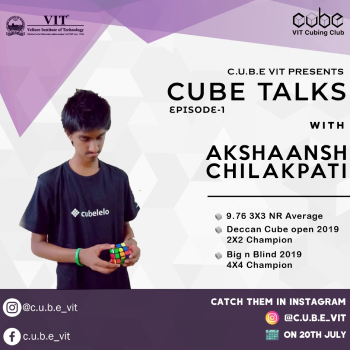 VIT
Vellore Institute of Technology
cube
VIT Cubing Club
C.U.B.E VIT PRESENTS
CUBE TALKS
EPISODE-1
WITH
AKSHAANSH
CHILAKPATI
cubelelo
9.76 3X3 NR Average
Deccan Cube open 2019
2X2 Champion
Big n Blind 2019
4X4 Champion
@c.u.b.e_vit
c.u.b.e_vit
CATCH THEM IN INSTAGRAM
@C.U.B.E_VIT
ON 20TH JULY